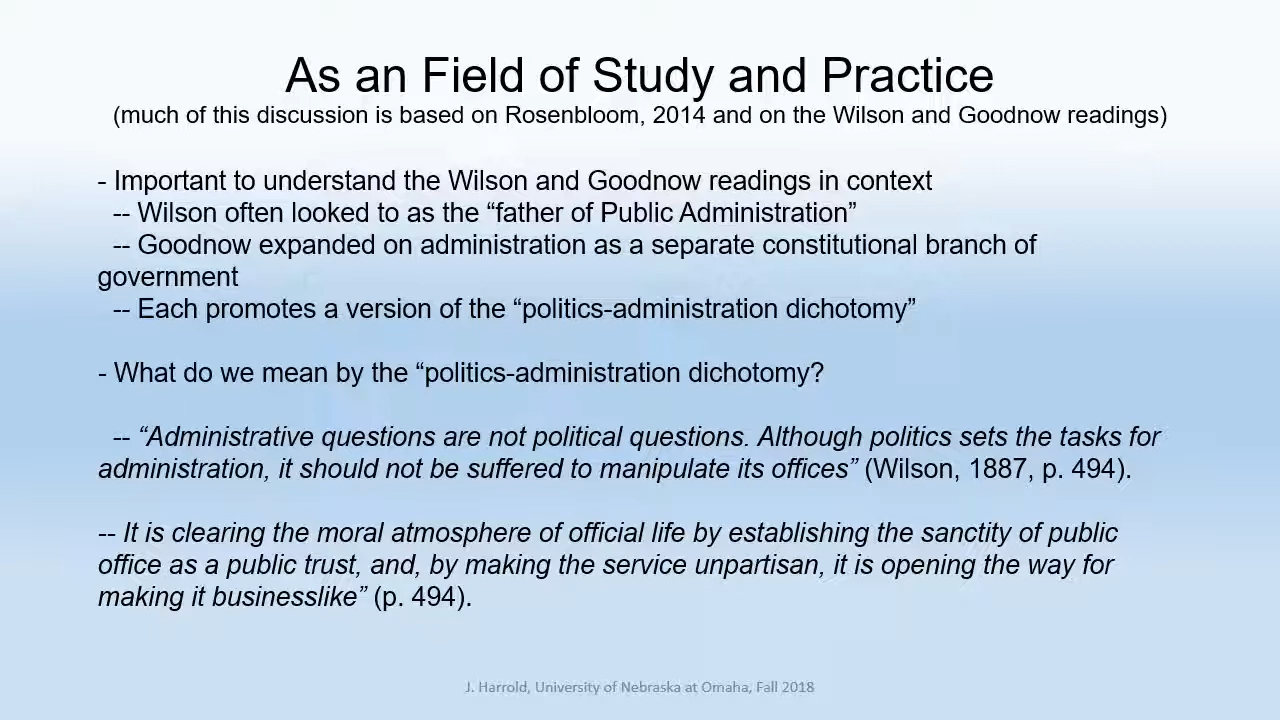 As an Field of Study and Practice
(much of this discussion is based on Rosenbloom, 2014 and on the Wilson and Goodnow readings)
- Important to understand the Wilson and Goodnow readings in context
-- Wilson often looked to as the “father of Public Administration”
-- Goodnow expanded on administration as a separate constitutional branch of
government
-- Each promotes a version of the “politics-administration dichotomy”
- What do we mean by the “politics-administration dichotomy?
-- “Administrative questions are not political questions. Although politics sets the tasks for
administration, it should not be suffered to manipulate its offices” (Wilson, 1887, p. 494).
-- It is clearing the moral atmosphere of official life by establishing the sanctity of public
office as a public trust, and, by making the service unpartisan, it is opening the way for
making it businesslike” (p. 494).
J. Harrold, University of Nebraska at Omaha, Fall 2018